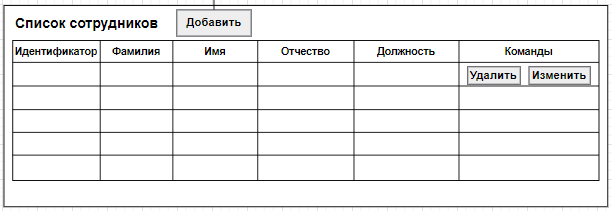 Список сотрудников Добавить
Идентификатор Фамилия Имя Отчество Должность Команды
Удалить Изменить